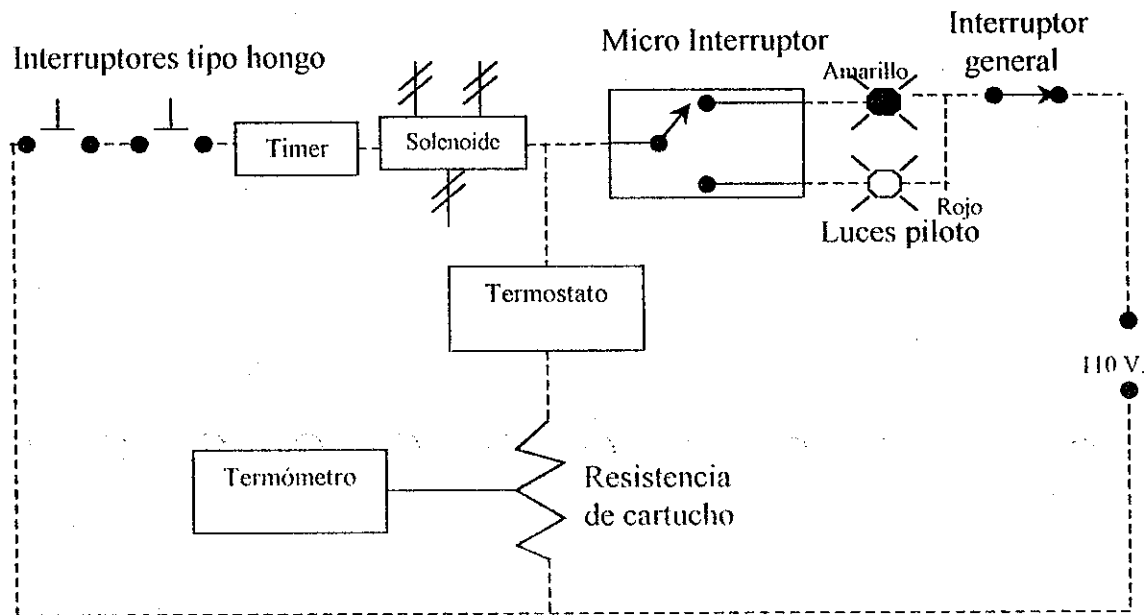 Interruptores tipo hongo
Micro Interruptor
Interruptor
general
Amarillo
Timer
Solenoide
Rojo
Luces piloto
Termostato
110 V.
Termómetro
Resistencia
de cartucho